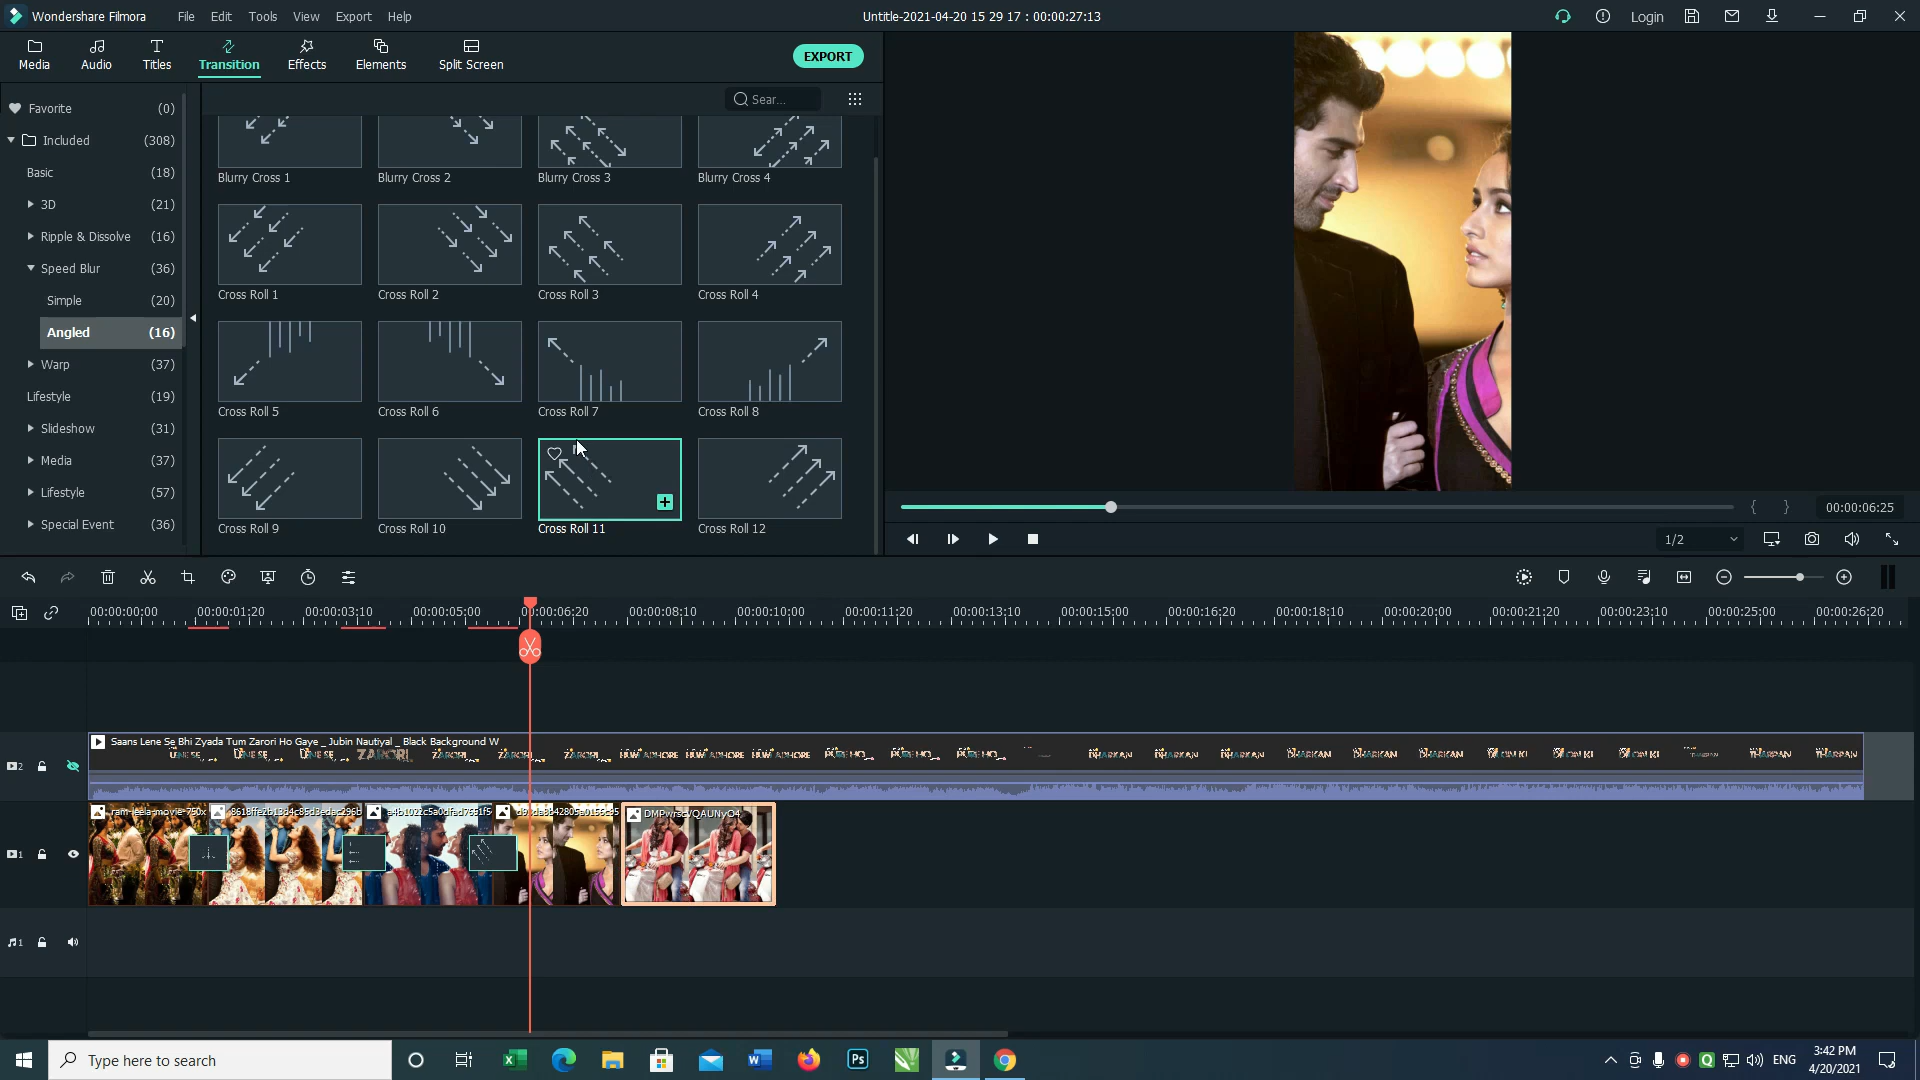 Wondershare Filmora
File Edit Tools View Export Help
Untitle-2021-04-20 15 29 17 : 00:00:27:13
Login
Media Audio Titles Transition Effects Elements Split Screen
EXPORT
Favorite (0)
Included (308)
Basic (18)
3D (21)
Ripple & Dissolve (16)
Speed Blur (36)
Simple (20)
Angled (16)
Warp (37)
Lifestyle (19)
Slideshow (31)
Media (37)
Lifestyle (57)
Special Event (36)
Sear...
Blurry Cross 1 Blurry Cross 2 Blurry Cross 3 Blurry Cross 4
Cross Roll 1 Cross Roll 2 Cross Roll 3 Cross Roll 4
Cross Roll 5 Cross Roll 6 Cross Roll 7 Cross Roll 8
Cross Roll 9 Cross Roll 10 Cross Roll 11 Cross Roll 12
{ } 00:00:06:25
1/2
00:00:00:00 00:00:01:20 00:00:03:10 00:00:05:00 00:00:06:20 00:00:08:10 00:00:10:00 00:00:11:20 00:00:13:10 00:00:15:00 00:00:16:20 00:00:18:10 00:00:20:00 00:00:21:20 00:00:23:10 00:00:25:00 00:00:26:20
Saans Lene Se Bhi Zyada Tum Zarori Ho Gaye _ Jubin Nautiyal _ Black Background W
2
ram-leela-movie-750x
1
1
Type here to search
ENG
3:42 PM
4/20/2021